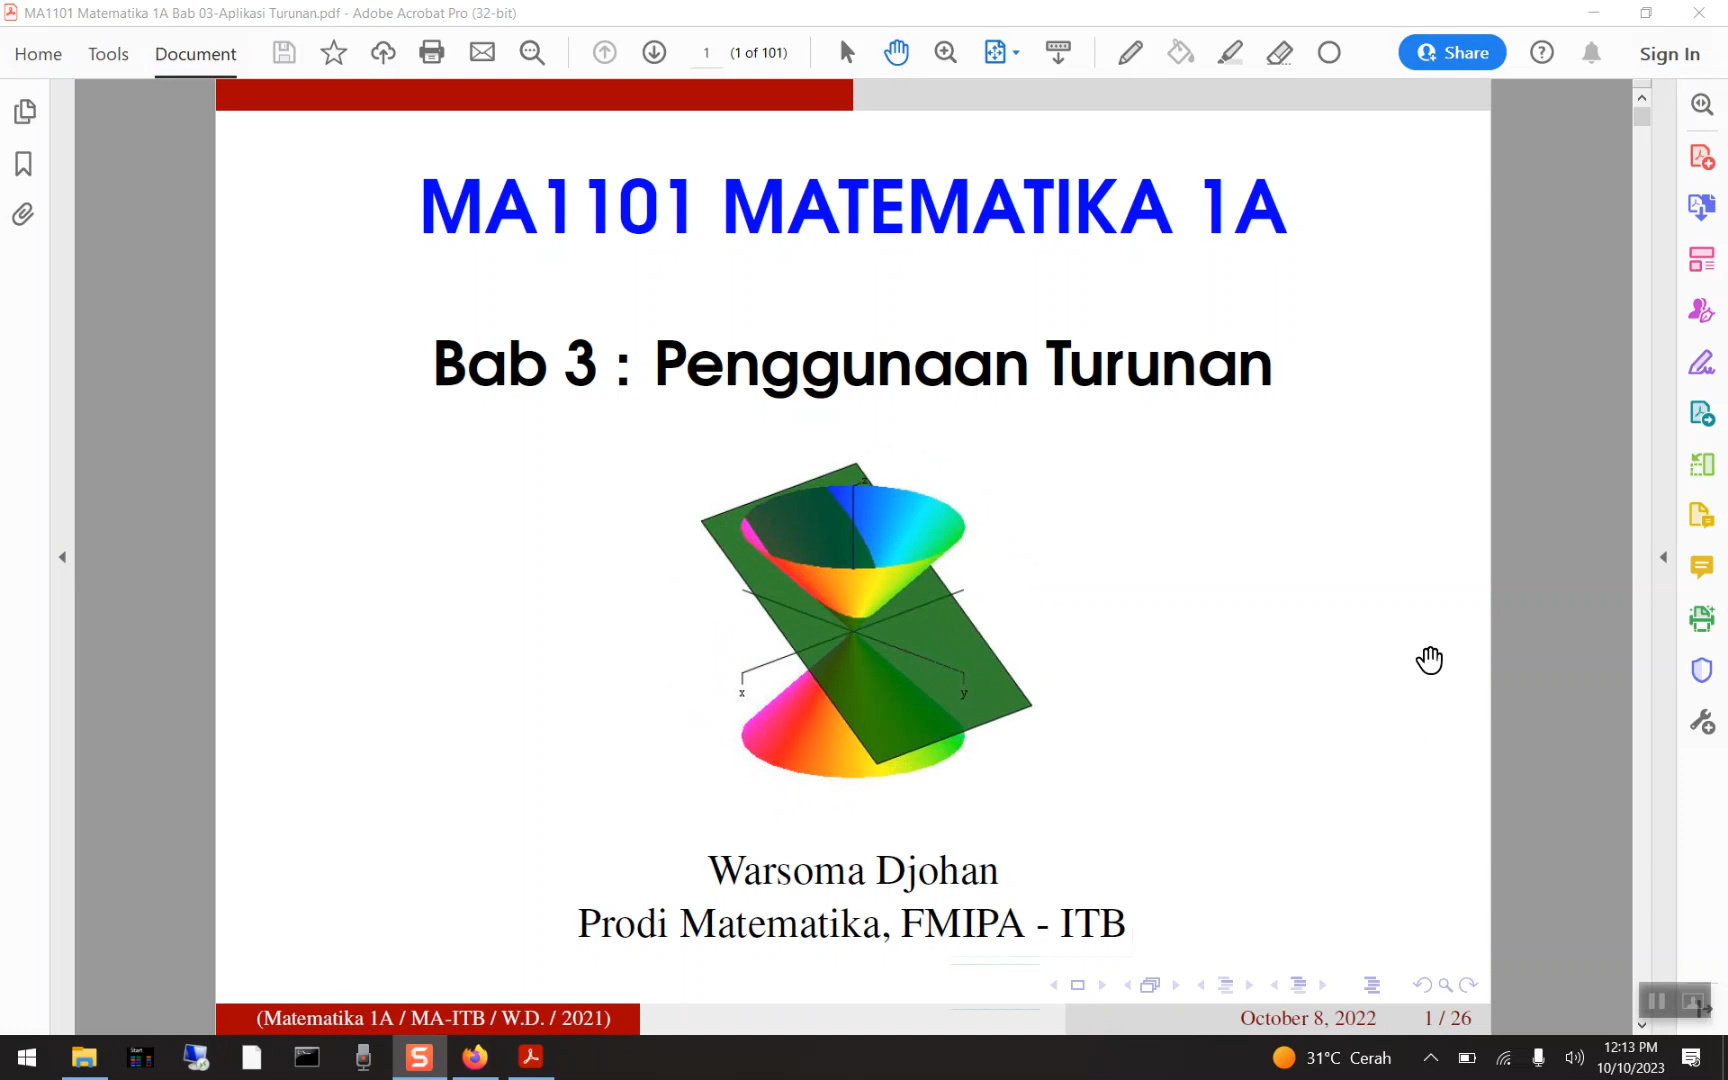 MA1101 Matematika 1A Bab 03-Aplikasi Turunan.pdf - Adobe Acrobat Pro (32-bit)
Home Tools Document 1 (1 of 101) Share Sign In
MA1101 MATEMATIKA 1A
Bab 3 : Penggunaan Turunan
z
x y
Warsoma Djohan
Prodi Matematika, FMIPA - ITB
(Matematika 1A / MA-ITB / W.D. / 2021) October 8, 2022 1 / 26
Start S 31°C Cerah 12:13 PM
10/10/2023